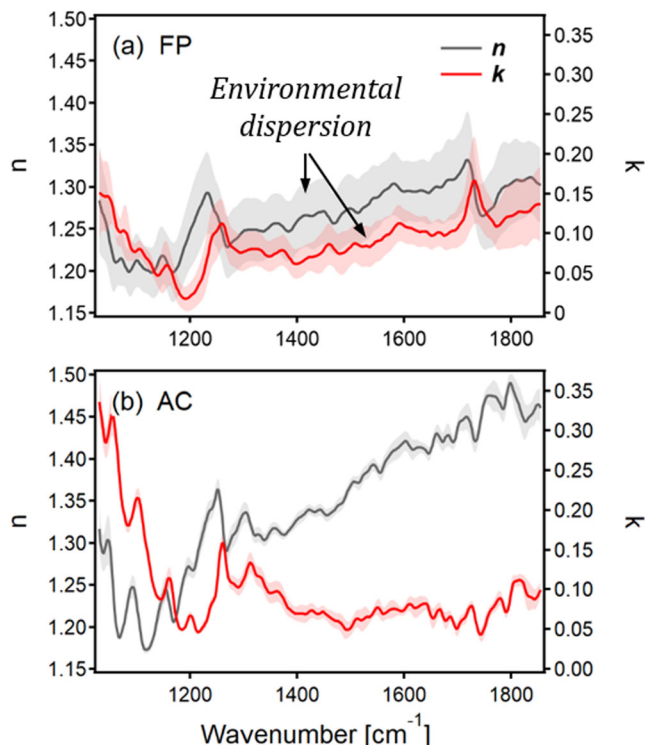 (a) FP
n
k
Environmental
dispersion
1.50
1.45
1.40
1.35
1.30
1.25
1.20
1.15
n
0.35
0.30
0.25
0.20
0.15
0.10
0.05
0
k
1200 1400 1600 1800
(b) AC
1.50
1.45
1.40
1.35
1.30
1.25
1.20
1.15
n
0.35
0.30
0.25
0.20
0.15
0.10
0.05
0.00
k
1200 1400 1600 1800
Wavenumber [cm⁻¹]